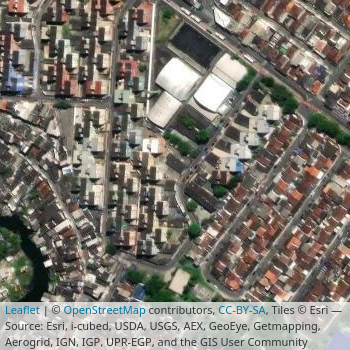 Leaflet | © OpenStreetMap contributors, CC-BY-SA, Tiles © Esri —
Source: Esri, i-cubed, USDA, USGS, AEX, GeoEye, Getmapping,
Aerogrid, IGN, IGP, UPR-EGP, and the GIS User Community